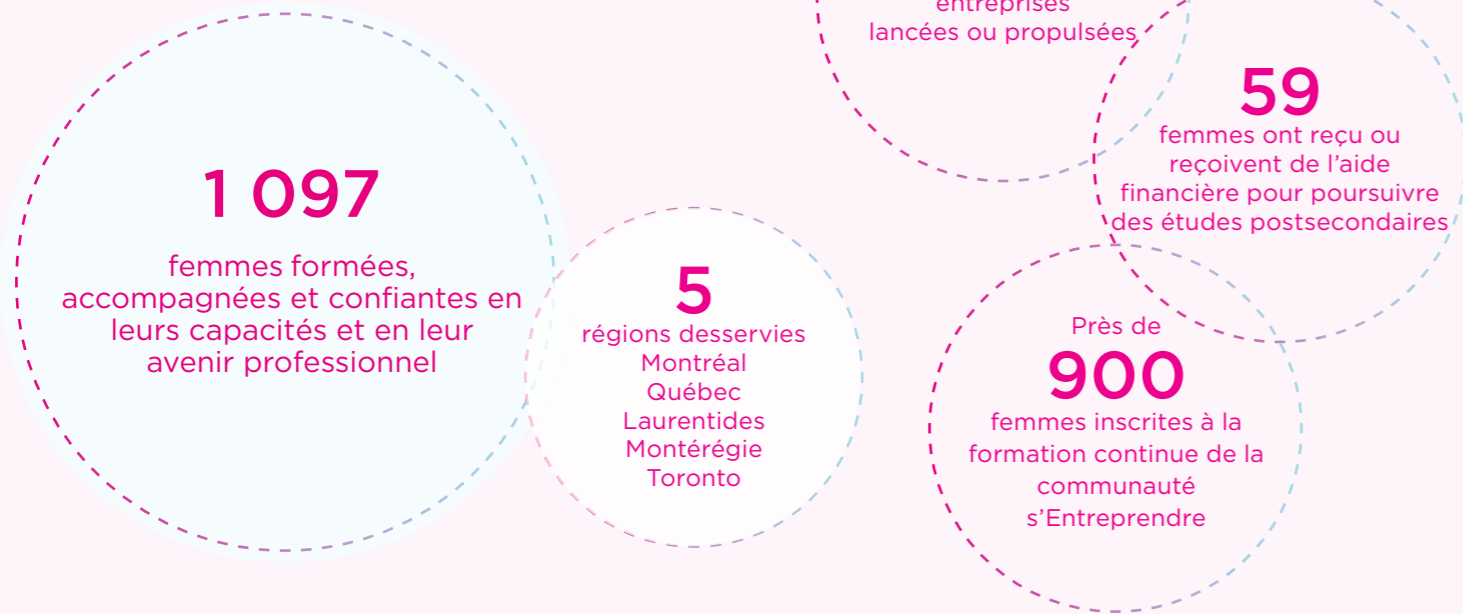 entreprises
lancées ou propulsées
59
femmes ont reçu ou
reçoivent de l'aide
financière pour poursuivre
des études postsecondaires
1 097
femmes formées,
accompagnées et confiantes en
leurs capacités et en leur
avenir professionnel
5
régions desservies
Montréal
Québec
Laurentides
Montérégie
Toronto
Près de
900
femmes inscrites à la
formation continue de la
communauté
s'Entreprendre